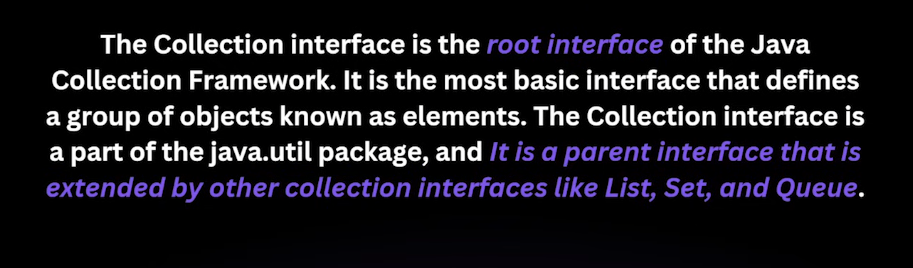 The Collection interface is the root interface of the Java
Collection Framework. It is the most basic interface that defines
a group of objects known as elements. The Collection interface is
a part of the java.util package, and It is a parent interface that is
extended by other collection interfaces like List, Set, and Queue.